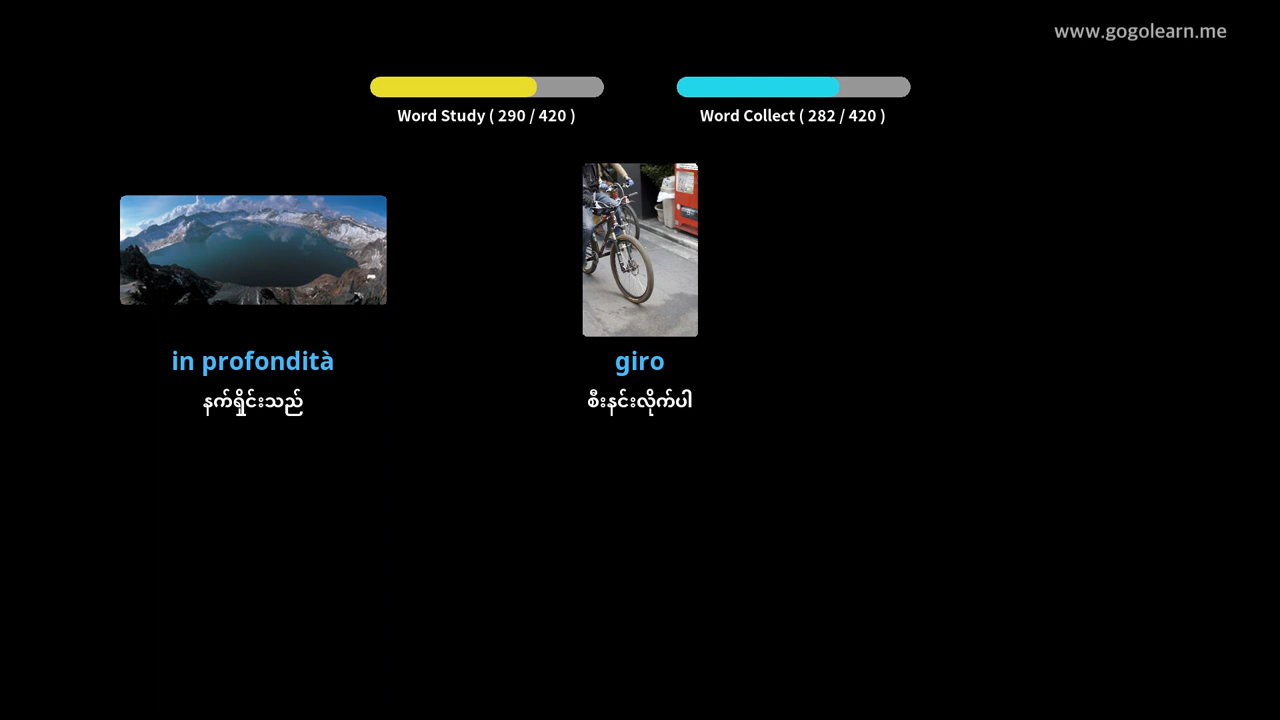 www.gogolearn.me
Word Study ( 290 / 420 )
Word Collect ( 282 / 420 )
in profondità
နက်ရှိုင်းသည်
giro
စီးနင်းလိုက်ပါ